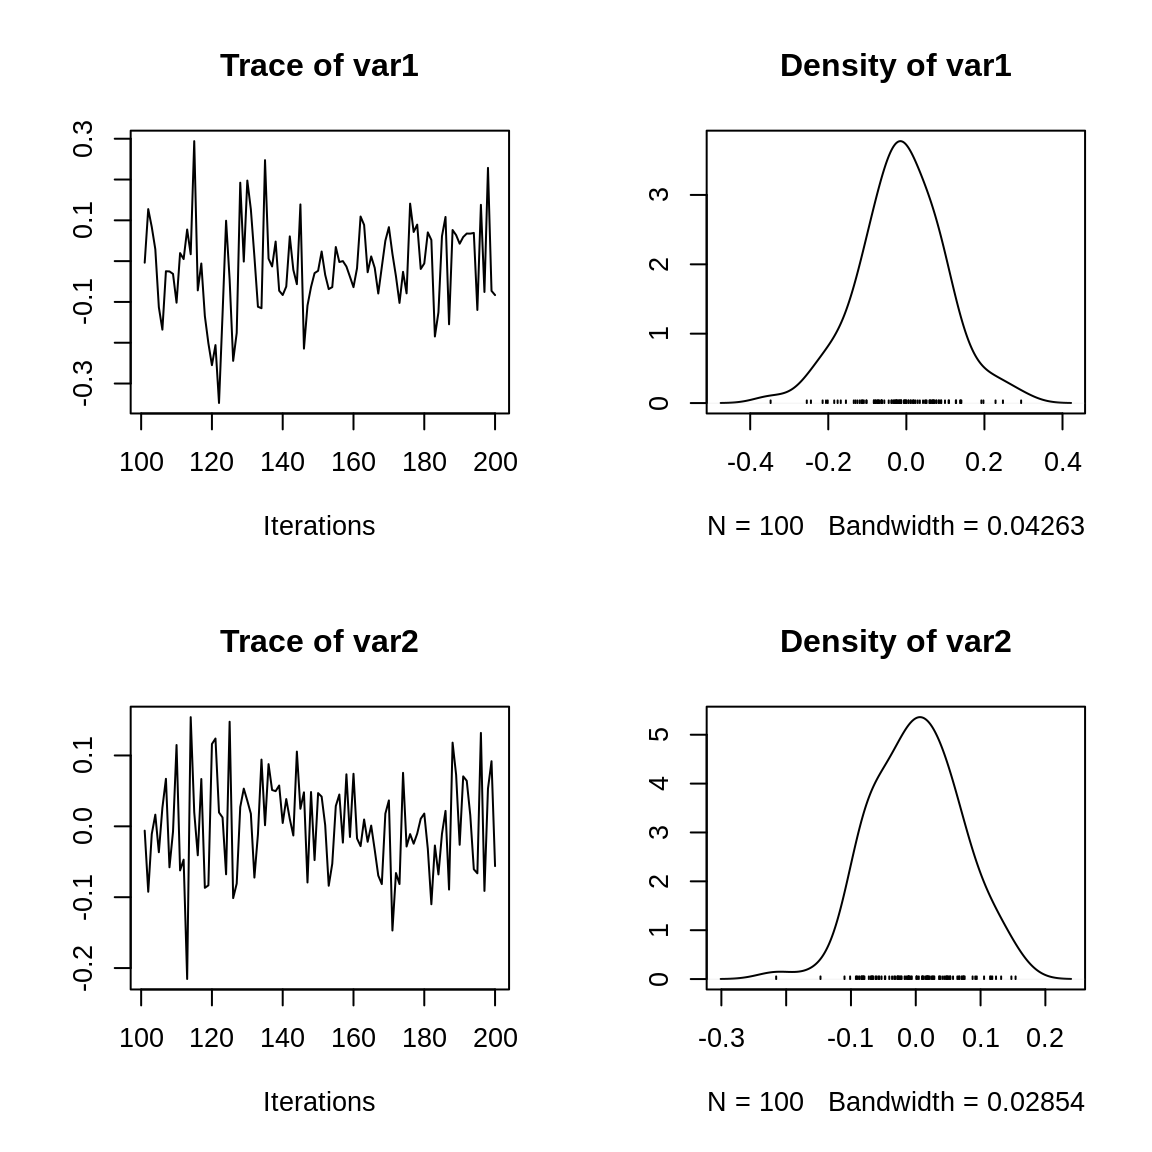 Trace of var1
0.3
0.1
-0.1
-0.3
100 120 140 160 180 200
Iterations
Density of var1
3
2
1
0
-0.4 -0.2 0.0 0.2 0.4
N = 100 Bandwidth = 0.04263
Trace of var2
0.1
0.0
-0.1
-0.2
100 120 140 160 180 200
Iterations
Density of var2
5
4
3
2
1
0
-0.3 -0.1 0.0 0.1 0.2
N = 100 Bandwidth = 0.02854